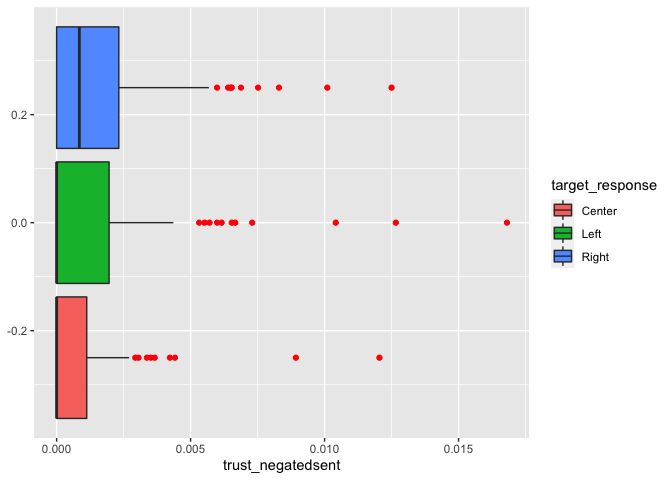 0.2
0.0
-0.2
0.000 0.005 0.010 0.015
trust_negatedsent
target_response
Center
Left
Right